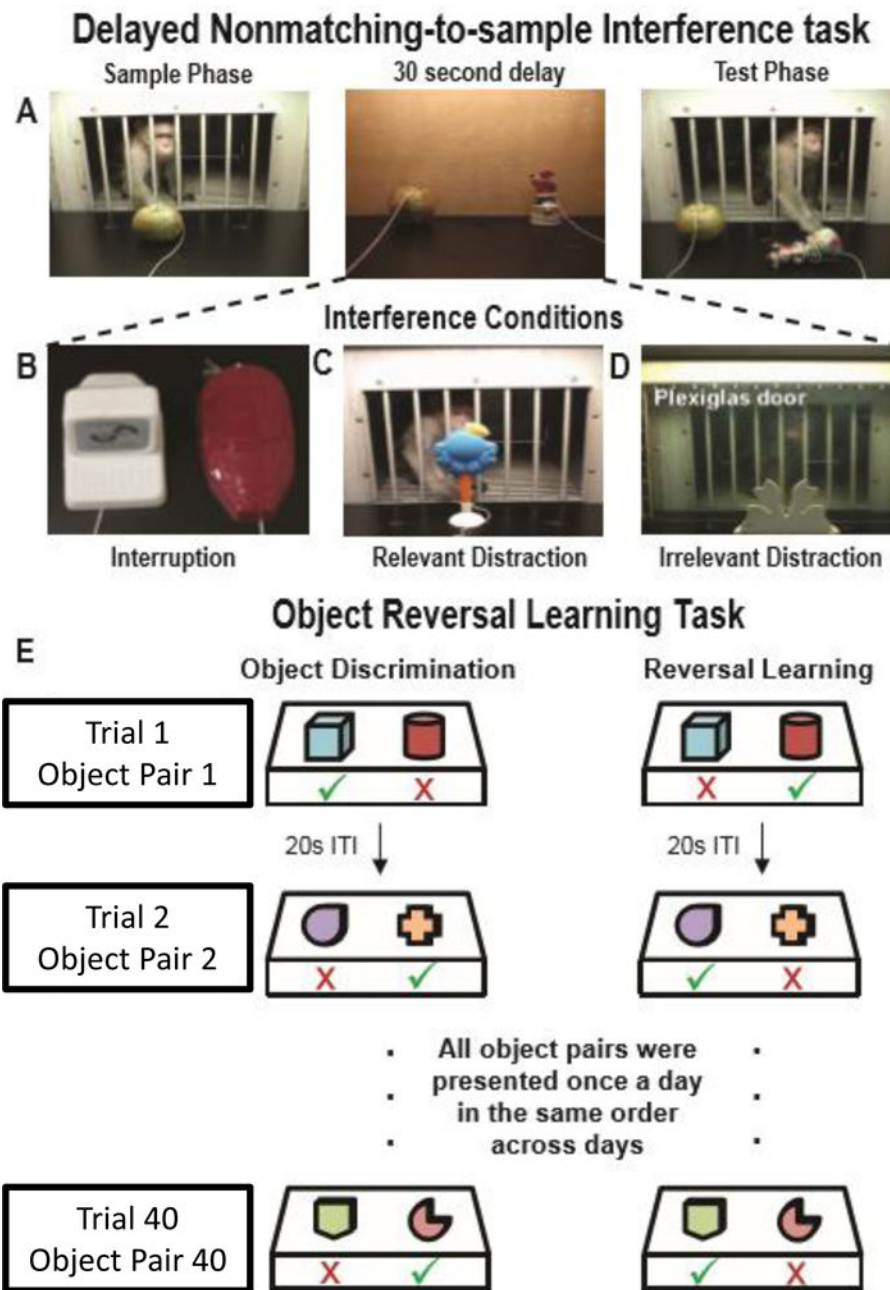 Delayed Nonmatching-to-sample Interference task
Sample Phase 30 second delay Test Phase
A
Interference Conditions
B C D
Plexiglas door
Interruption Relevant Distraction Irrelevant Distraction
Object Reversal Learning Task
E
Object Discrimination Reversal Learning
Trial 1
Object Pair 1
✓ X X ✓
20s ITI 20s ITI
Trial 2
Object Pair 2
X ✓ ✓ X
All object pairs were
presented once a day
in the same order
across days
Trial 40
Object Pair 40
X ✓ ✓ X